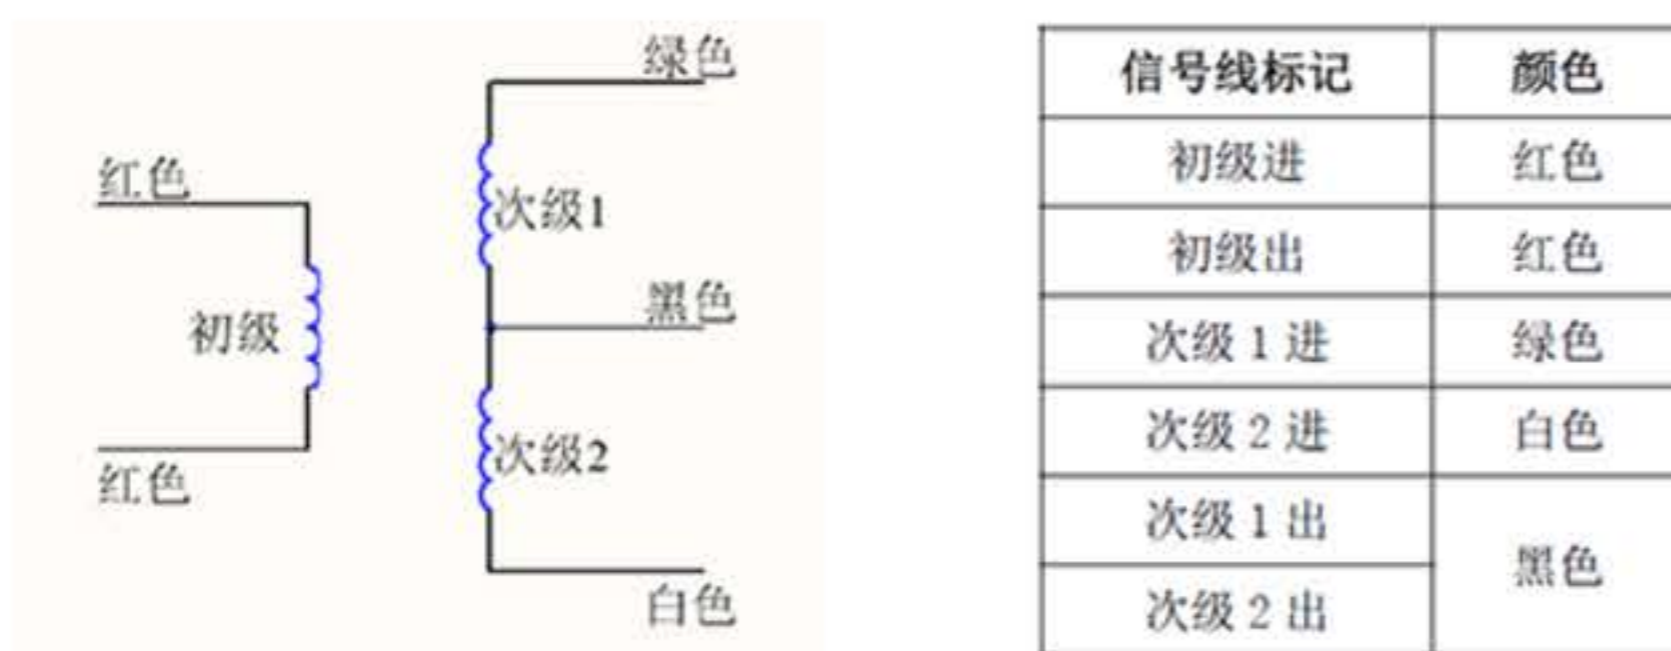 绿色
红色
次级1
黑色
初级
次级2
红色
白色
信号线标记 颜色
初级进 红色
初级出 红色
次级 1 进 绿色
次级 2 进 白色
次级 1 出
黑色
次级 2 出